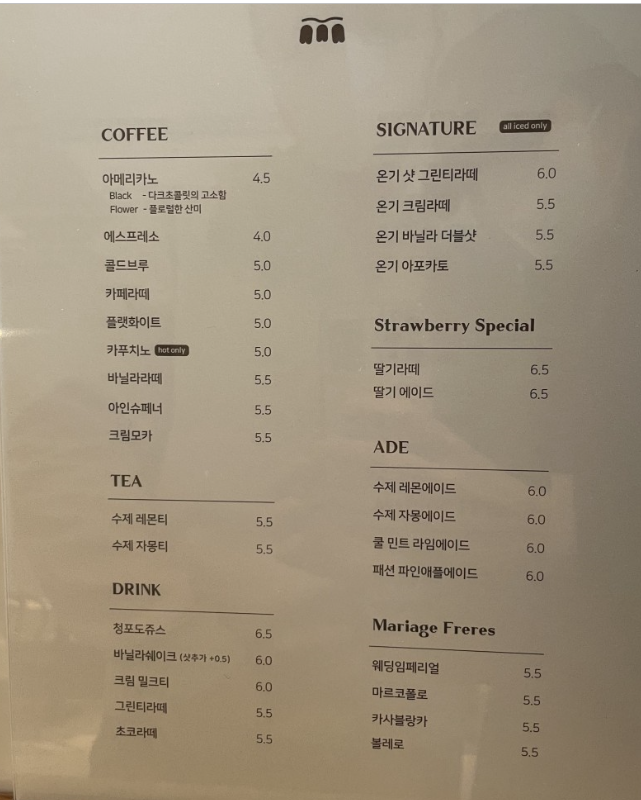 COFFEE
아메리카노 4.5
Black - 다크초콜릿의 고소함
Flower - 플로럴한 산미
에스프레소 4.0
콜드브루 5.0
카페라떼 5.0
플랫화이트 5.0
카푸치노 hot only 5.0
바닐라라떼 5.5
아인슈페너 5.5
크림모카 5.5
TEA
수제 레몬티 5.5
수제 자몽티 5.5
DRINK
청포도쥬스 6.5
바닐라쉐이크 (샷추가 +0.5) 6.0
크림 밀크티 6.0
그린티라떼 5.5
초코라떼 5.5
SIGNATURE all iced only
온기 샷 그린티라떼 6.0
온기 크림라떼 5.5
온기 바닐라 더블샷 5.5
온기 아포카토 5.5
Strawberry Special
딸기라떼 6.5
딸기 에이드 6.5
ADE
수제 레몬에이드 6.0
수제 자몽에이드 6.0
쿨 민트 라임에이드 6.0
패션 파인애플에이드 6.0
Mariage Freres
웨딩임페리얼 5.5
마르코폴로 5.5
카사블랑카 5.5
볼레로 5.5